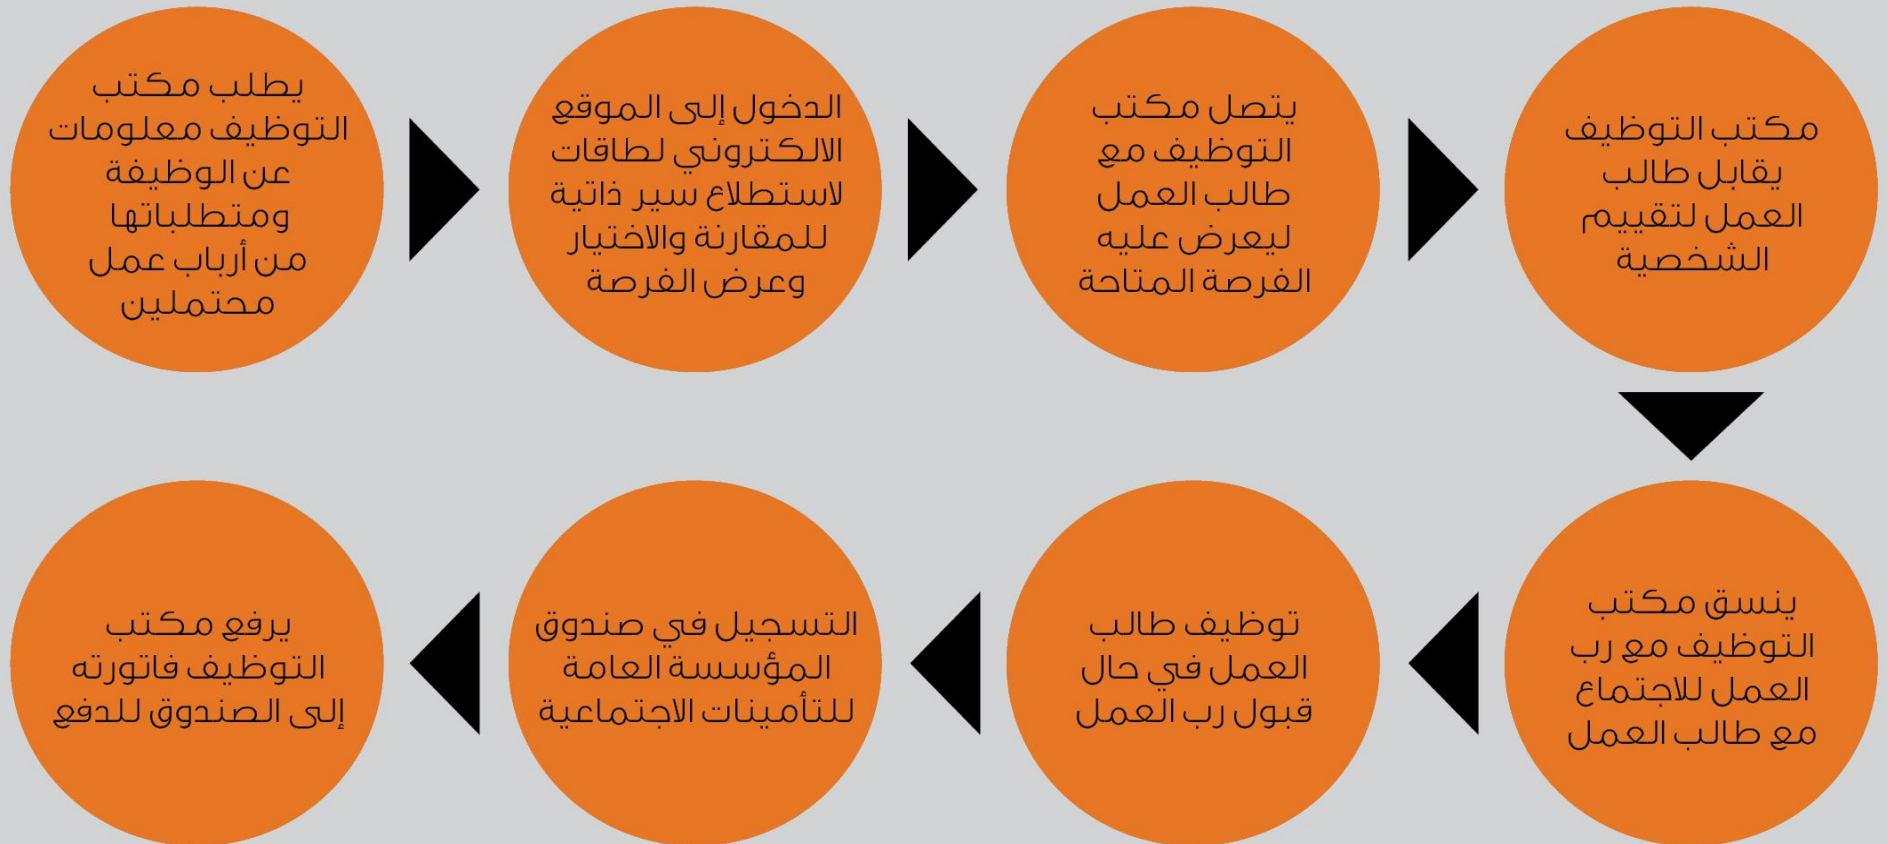 يطلب مكتب
التوظيف معلومات
عن الوظيفة
ومتطلباتها
من أرباب عمل
محتملين
الدخول إلى الموقع
الالكتروني لطاقات
لاستطلاع سير ذاتية
للمقارنة والاختيار
وعرض الفرصة
يتصل مكتب
التوظيف مع
طالب العمل
ليعرض عليه
الفرصة المتاحة
مكتب التوظيف
يقابل طالب
العمل لتقييم
الشخصية
ينسق مكتب
التوظيف مع رب
العمل للاجتماع
مع طالب العمل
توظيف طالب
العمل في حال
قبول رب العمل
التسجيل في صندوق
المؤسسة العامة
للتأمينات الاجتماعية
يرفع مكتب
التوظيف فاتورته
إلى الصندوق للدفع